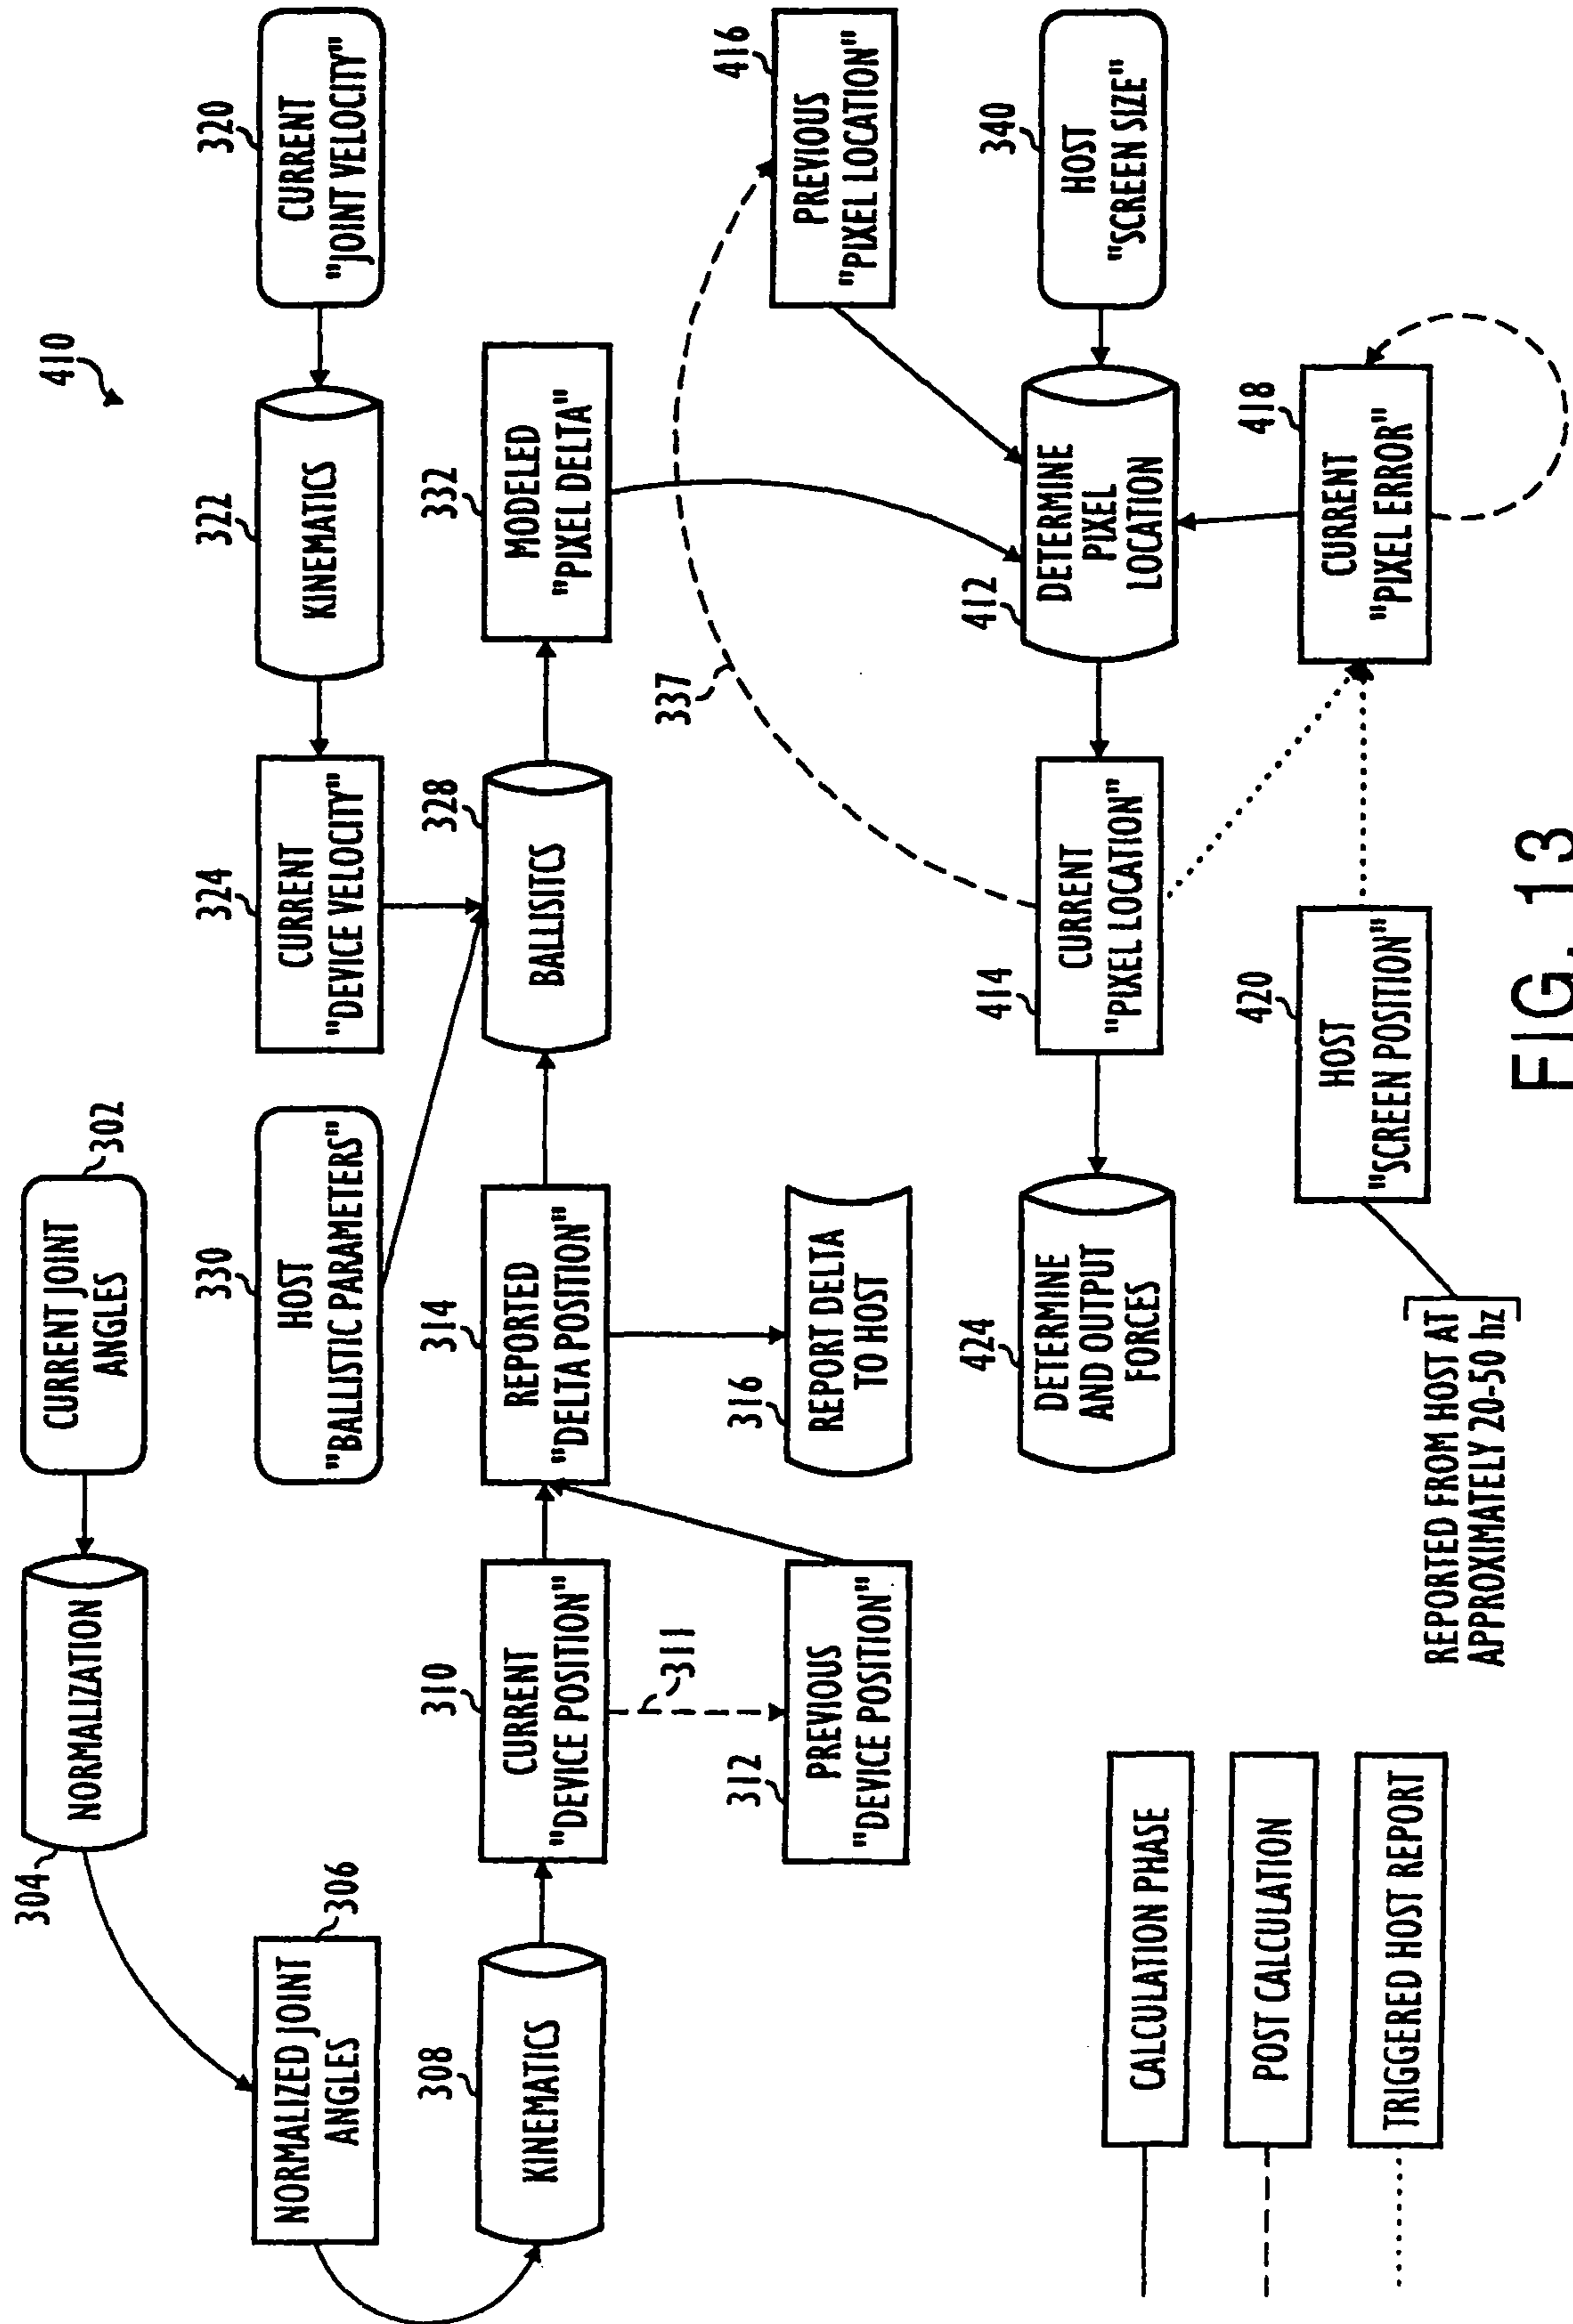 410
302
CURRENT JOINT
ANGLES
304
NORMALIZATION
306
NORMALIZED JOINT
ANGLES
330
HOST
"BALLISTIC PARAMETERS"
324
CURRENT
"DEVICE VELOCITY"
322
KINEMATICS
320
CURRENT
"JOINT VELOCITY"
308
KINEMATICS
310
CURRENT
"DEVICE POSITION"
311
314
REPORTED
"DELTA POSITION"
328
BALLISITCS
332
MODELED
"PIXEL DELTA"
312
PREVIOUS
"DEVICE POSITION"
316
REPORT DELTA
TO HOST
337
416
PREVIOUS
"PIXEL LOCATION"
424
DETERMINE
AND OUTPUT
FORCES
414
CURRENT
"PIXEL LOCATION"
412
DETERMINE
PIXEL
LOCATION
340
HOST
"SCREEN SIZE"
420
HOST
"SCREEN POSITION"
418
CURRENT
"PIXEL ERROR"
REPORTED FROM HOST AT
APPROXIMATELY 20-50 hz
CALCULATION PHASE
POST CALCULATION
TRIGGERED HOST REPORT
FIG. 13